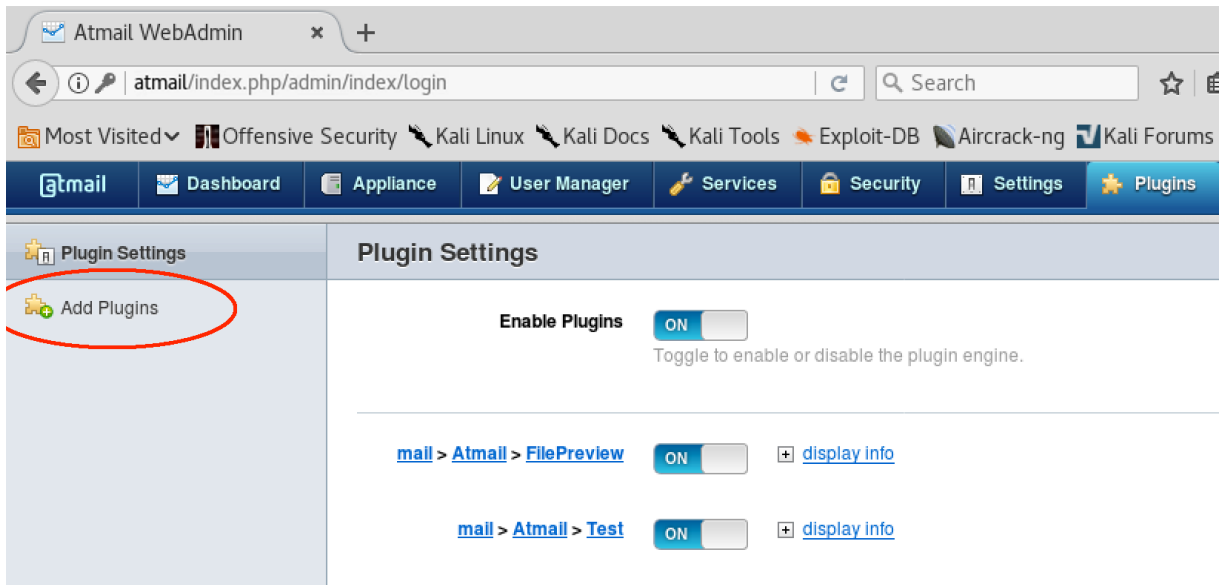 Atmail WebAdmin
atmail/index.php/admin/index/login
Search
Most Visited
Offensive Security
Kali Linux
Kali Docs
Kali Tools
Exploit-DB
Aircrack-ng
Kali Forums
@tmail
Dashboard
Appliance
User Manager
Services
Security
Settings
Plugins
Plugin Settings
Plugin Settings
Add Plugins
Enable Plugins
ON
Toggle to enable or disable the plugin engine.
mail > Atmail > FilePreview
ON
display info
mail > Atmail > Test
ON
display info